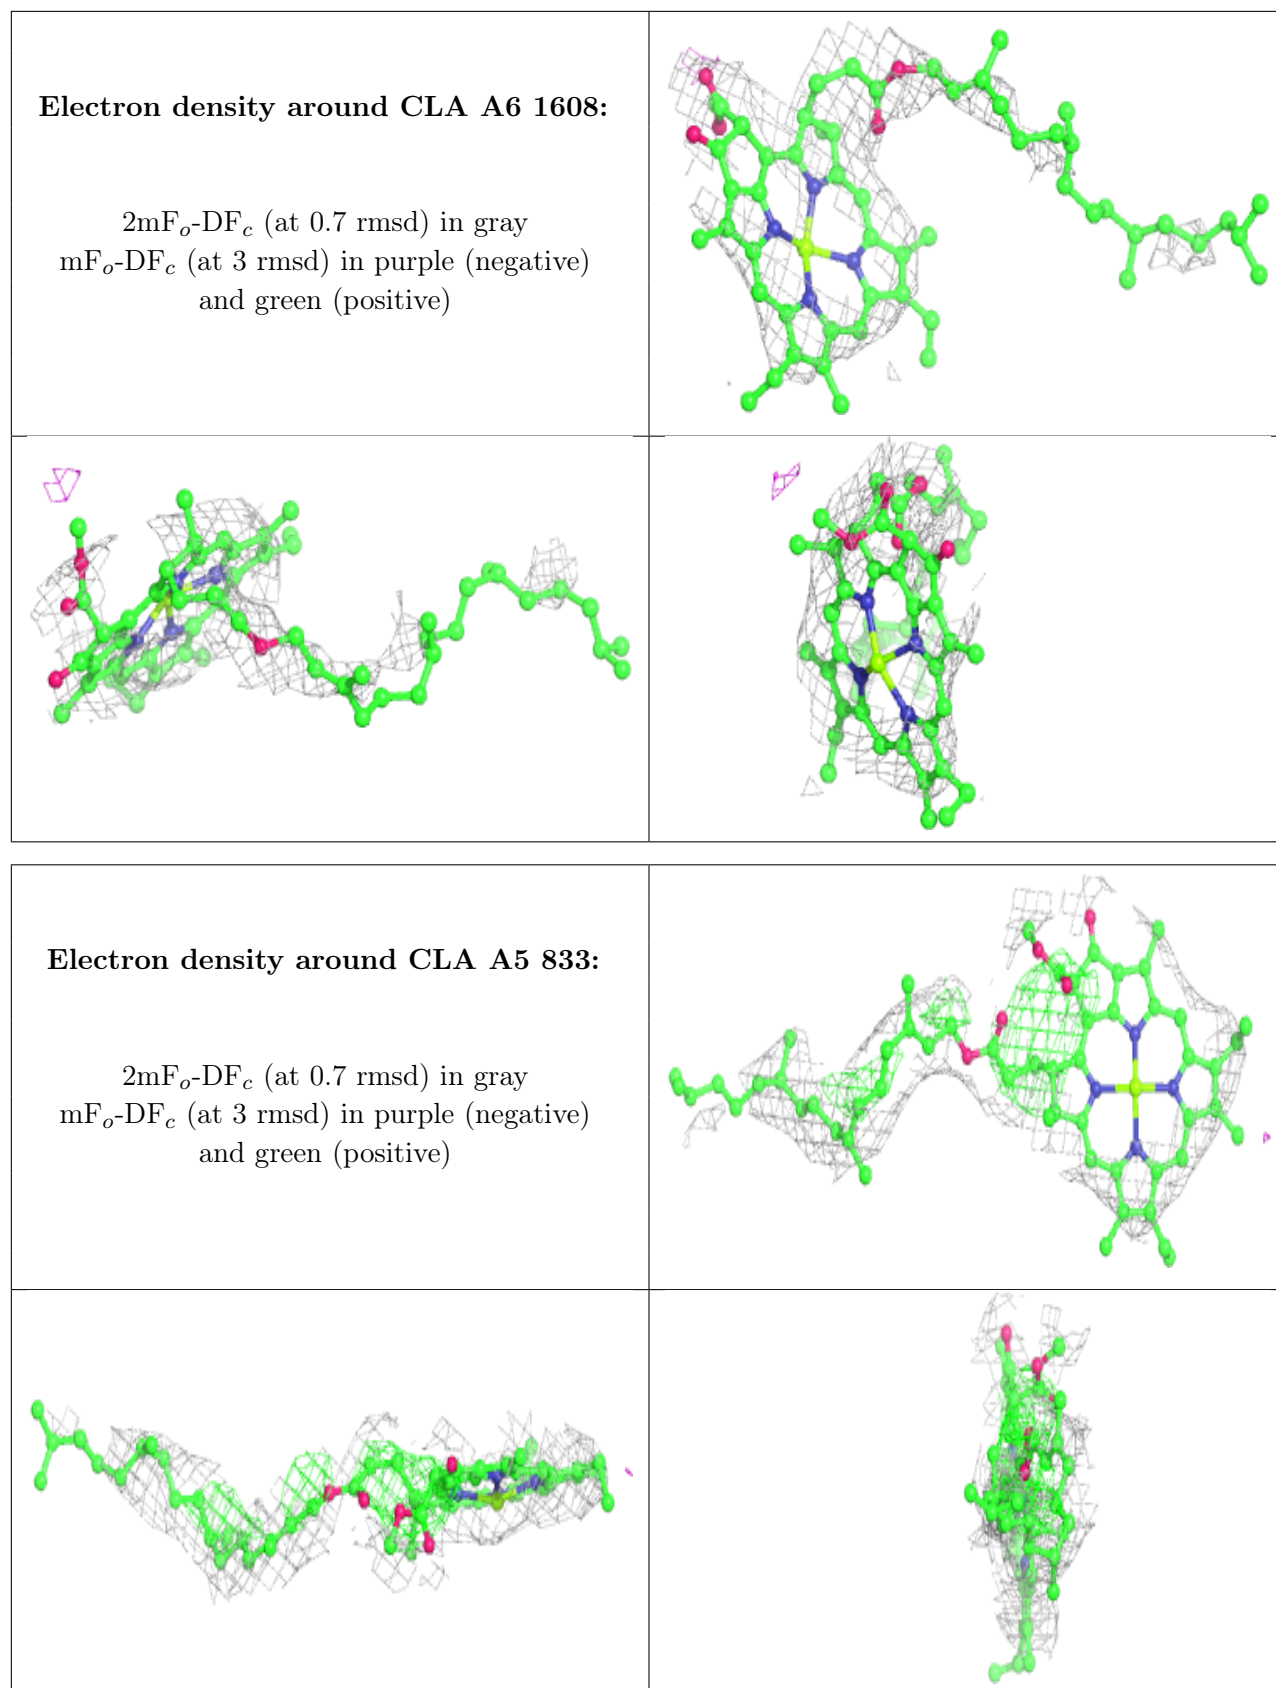 Electron density around CLA A6 1608:
2mFo-DFc (at 0.7 rmsd) in gray
mFo-DFc (at 3 rmsd) in purple (negative)
and green (positive)
Electron density around CLA A5 833:
2mFo-DFc (at 0.7 rmsd) in gray
mFo-DFc (at 3 rmsd) in purple (negative)
and green (positive)